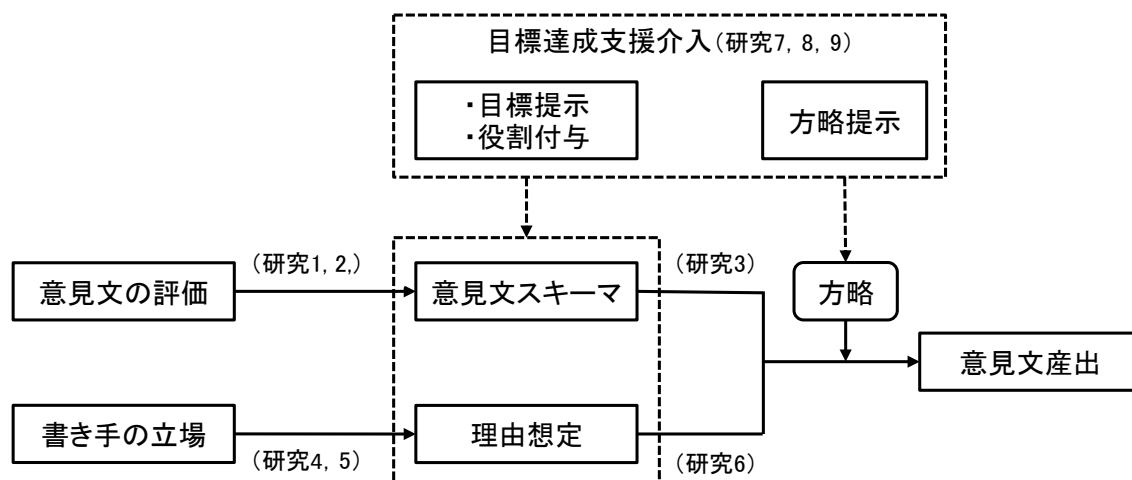 目標達成支援介入(研究7, 8, 9)
・目標提示
・役割付与
方略提示
(研究1, 2,)
(研究3)
意見文の評価
意見文スキーマ
方略
意見文産出
書き手の立場
理由想定
(研究4, 5)
(研究6)